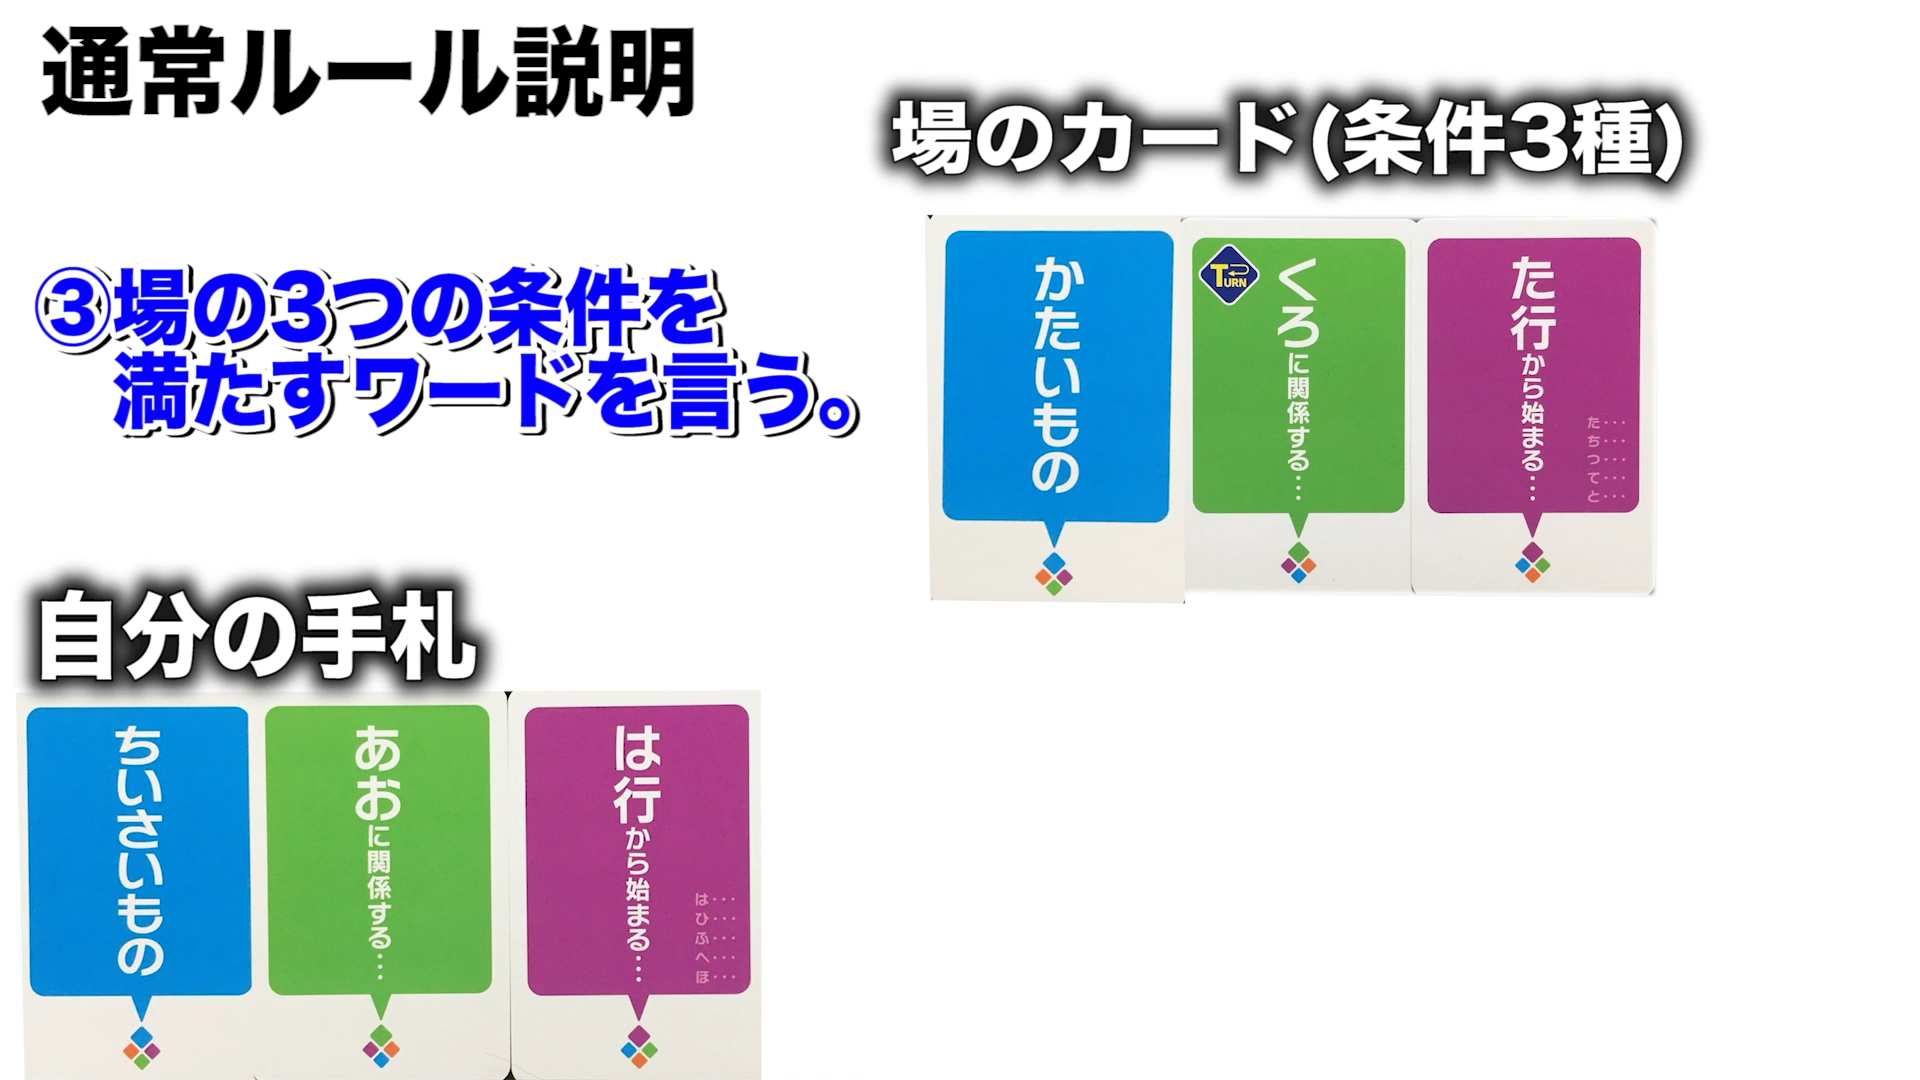 通常ルール説明
場のカード(条件3種)
③場の3つの条件を
満たすワードを言う。
かたいもの
TURN
くろに関係する…
た行から始まる…
た…
ち…
つ…
て…
と…
自分の手札
ちいさいもの
あおに関係する…
は行から始まる…
は…
ひ…
ふ…
へ…
ほ…